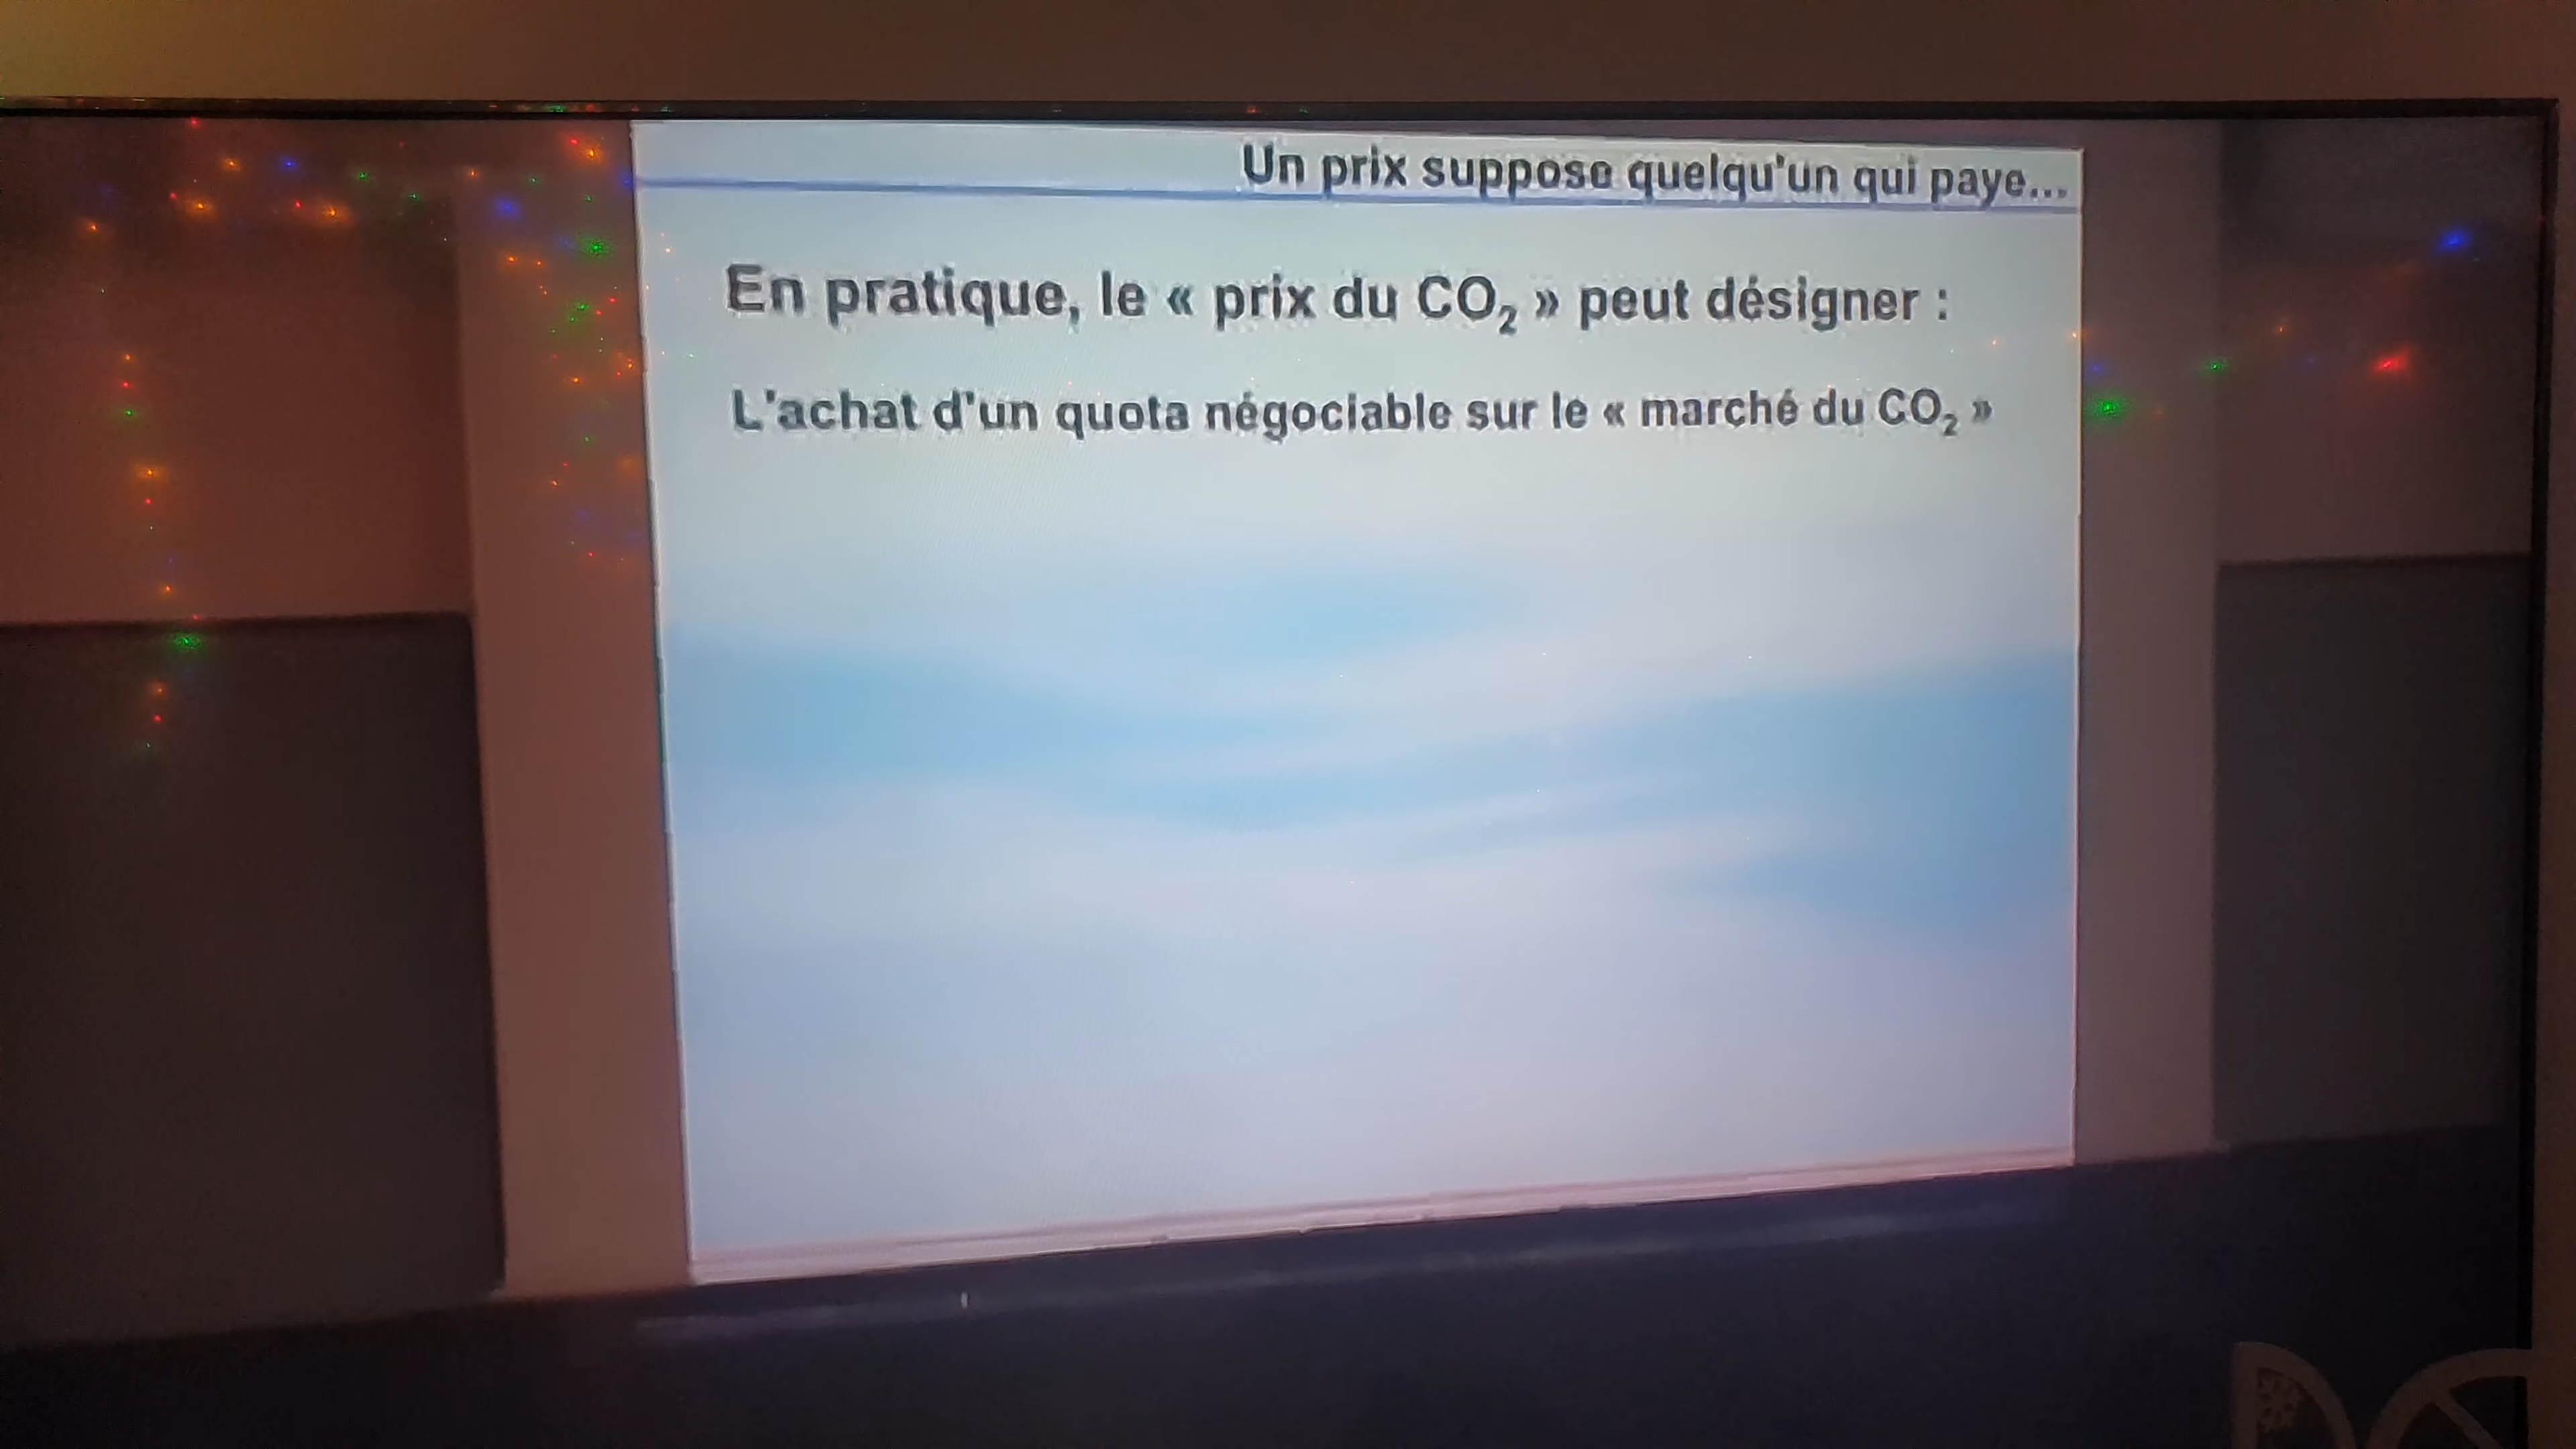 Un prix suppose quelqu'un qui paye...
En pratique, le « prix du CO₂ » peut désigner :
L'achat d'un quota négociable sur le « marché du CO₂ »